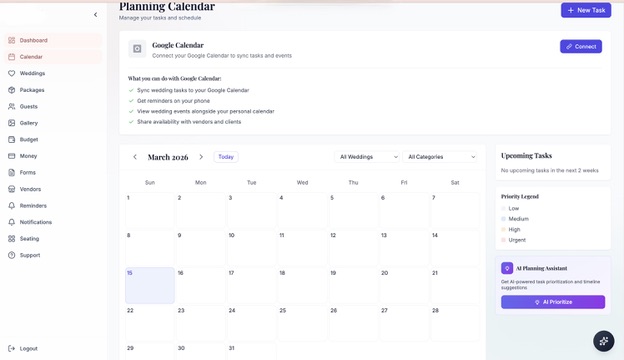 Planning Calendar
Manage your tasks and schedule
+ New Task
Dashboard
Calendar
Weddings
Packages
Guests
Gallery
Budget
Money
Forms
Vendors
Reminders
Notifications
Seating
Support
Logout
Google Calendar
Connect your Google Calendar to sync tasks and events
Connect
What you can do with Google Calendar:
Sync wedding tasks to your Google Calendar
Get reminders on your phone
View wedding events alongside your personal calendar
Share availability with vendors and clients
March 2026
Today
All Weddings
All Categories
Sun Mon Tue Wed Thu Fri Sat
1 2 3 4 5 6 7
8 9 10 11 12 13 14
15 16 17 18 19 20 21
22 23 24 25 26 27 28
29 30 31
Upcoming Tasks
No upcoming tasks in the next 2 weeks
Priority Legend
Low
Medium
High
Urgent
AI Planning Assistant
Get AI-powered task prioritization and timeline
suggestions
AI Prioritize